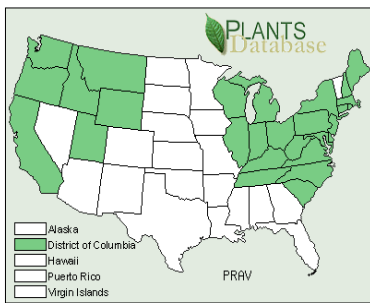 PLANTS
Database
Alaska
District of Columbia
Hawaii
Puerto Rico
Virgin Islands
PRAV